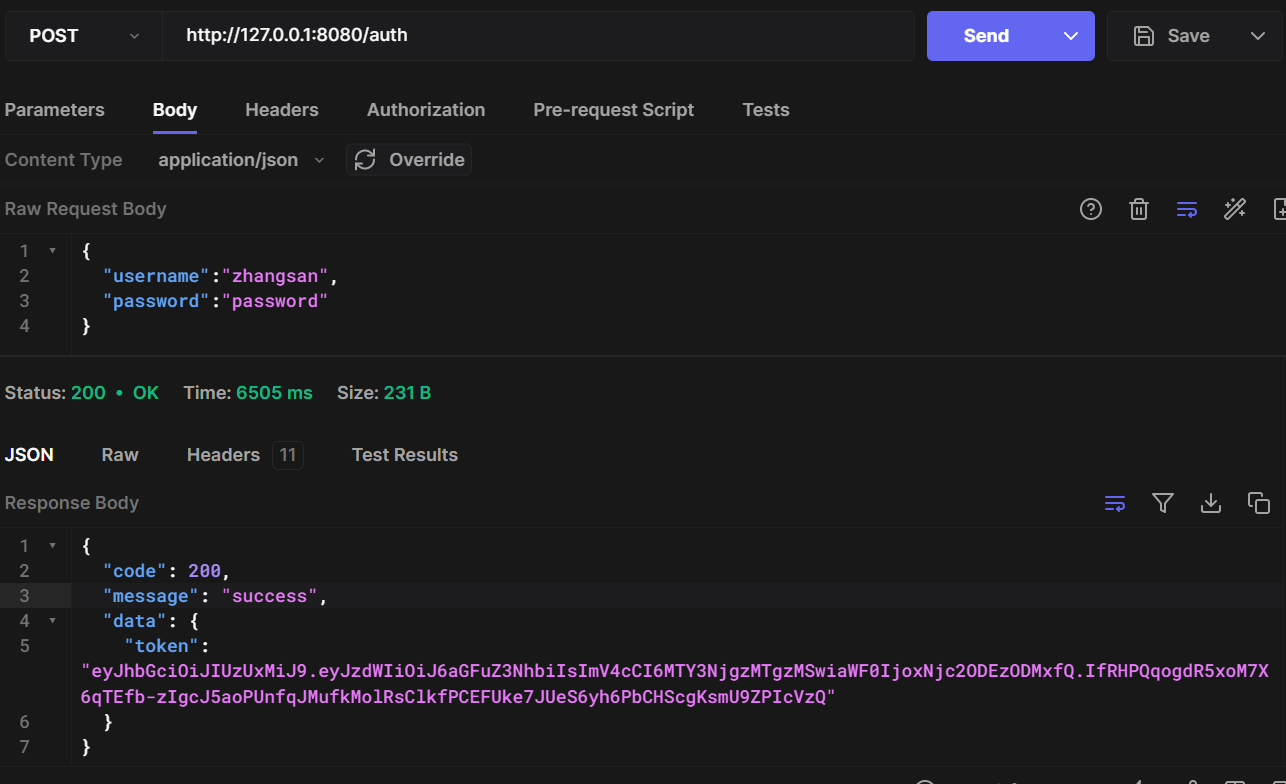 POST http://127.0.0.1:8080/auth Send Save
Parameters Body Headers Authorization Pre-request Script Tests
Content Type application/json Override
Raw Request Body
1 {
2 "username":"zhangsan",
3 "password":"password"
4 }
Status: 200 • OK Time: 6505 ms Size: 231 B
JSON Raw Headers 11 Test Results
Response Body
1 {
2 "code": 200,
3 "message": "success",
4 "data": {
5 "token":
"eyJhbGciOiJIUzUxMiJ9.eyJzdWIiOiJ6aGFuZ3NhbiIsImV4cCI6MTY3NjgzMTgzMSwiaWF0IjoxNjc2ODEzODMxfQ.IfRHPQqogdR5xoM7X
6qTEfb-zIgcJ5aoPUnfqJMufkMolRsClkfPCEFUke7JUeS6yh6PbCHScgKsmU9ZPIcVzQ"
6 }
7 }